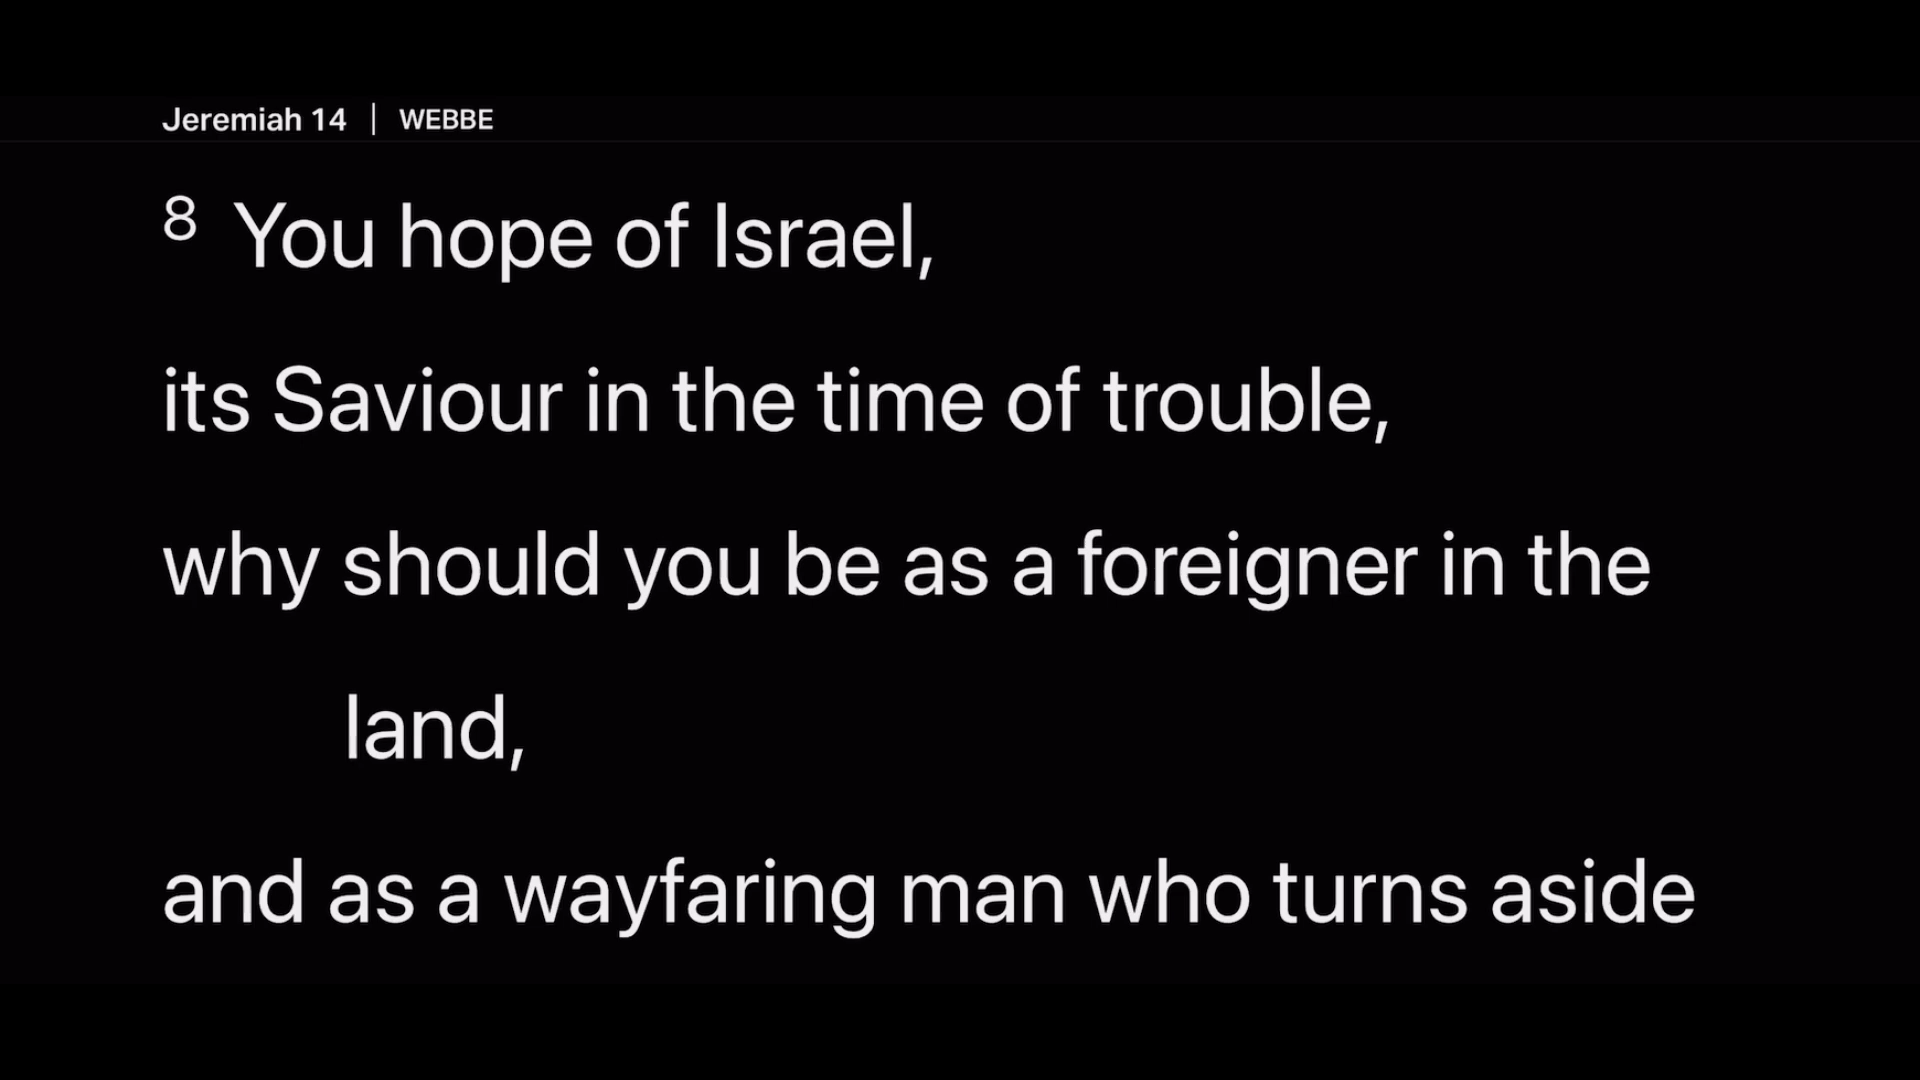 Jeremiah 14 | WEBBE
8 You hope of Israel,
its Saviour in the time of trouble,
why should you be as a foreigner in the
land,
and as a wayfaring man who turns aside